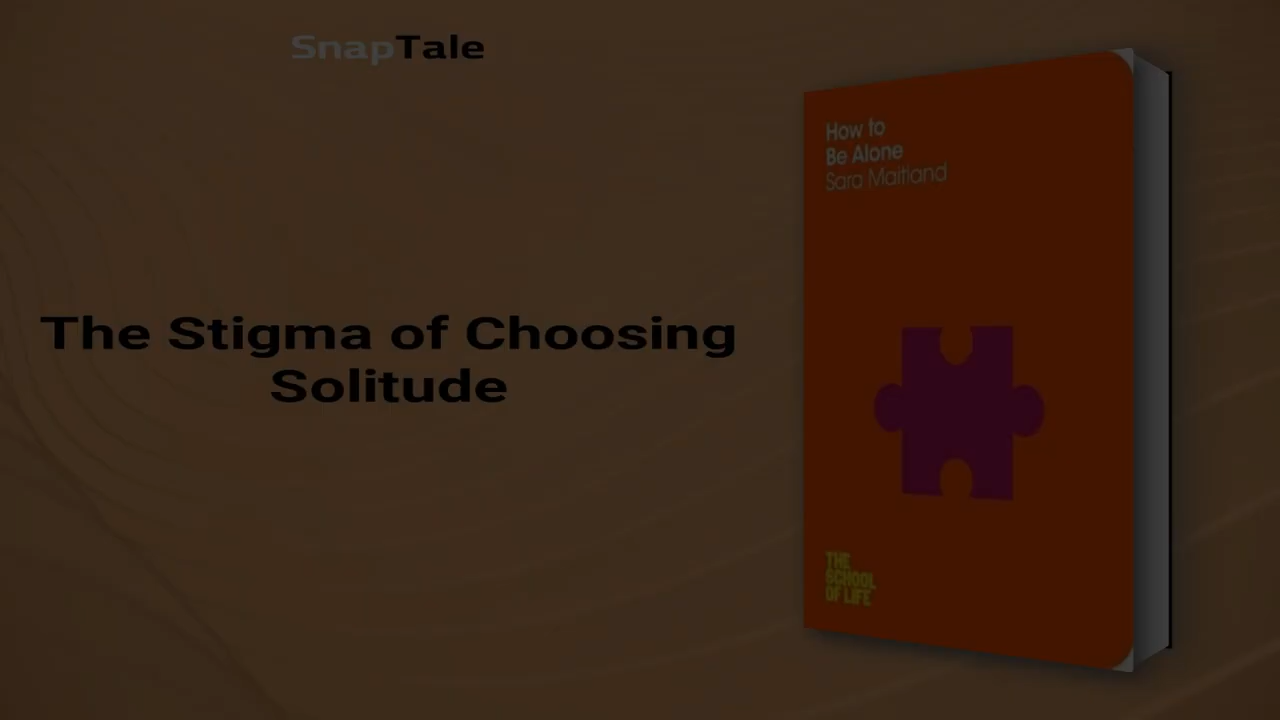 SnapTale
The Stigma of Choosing
Solitude
How to
Be Alone
Sara Maitland
THE
SCHOOL
OF LIFE